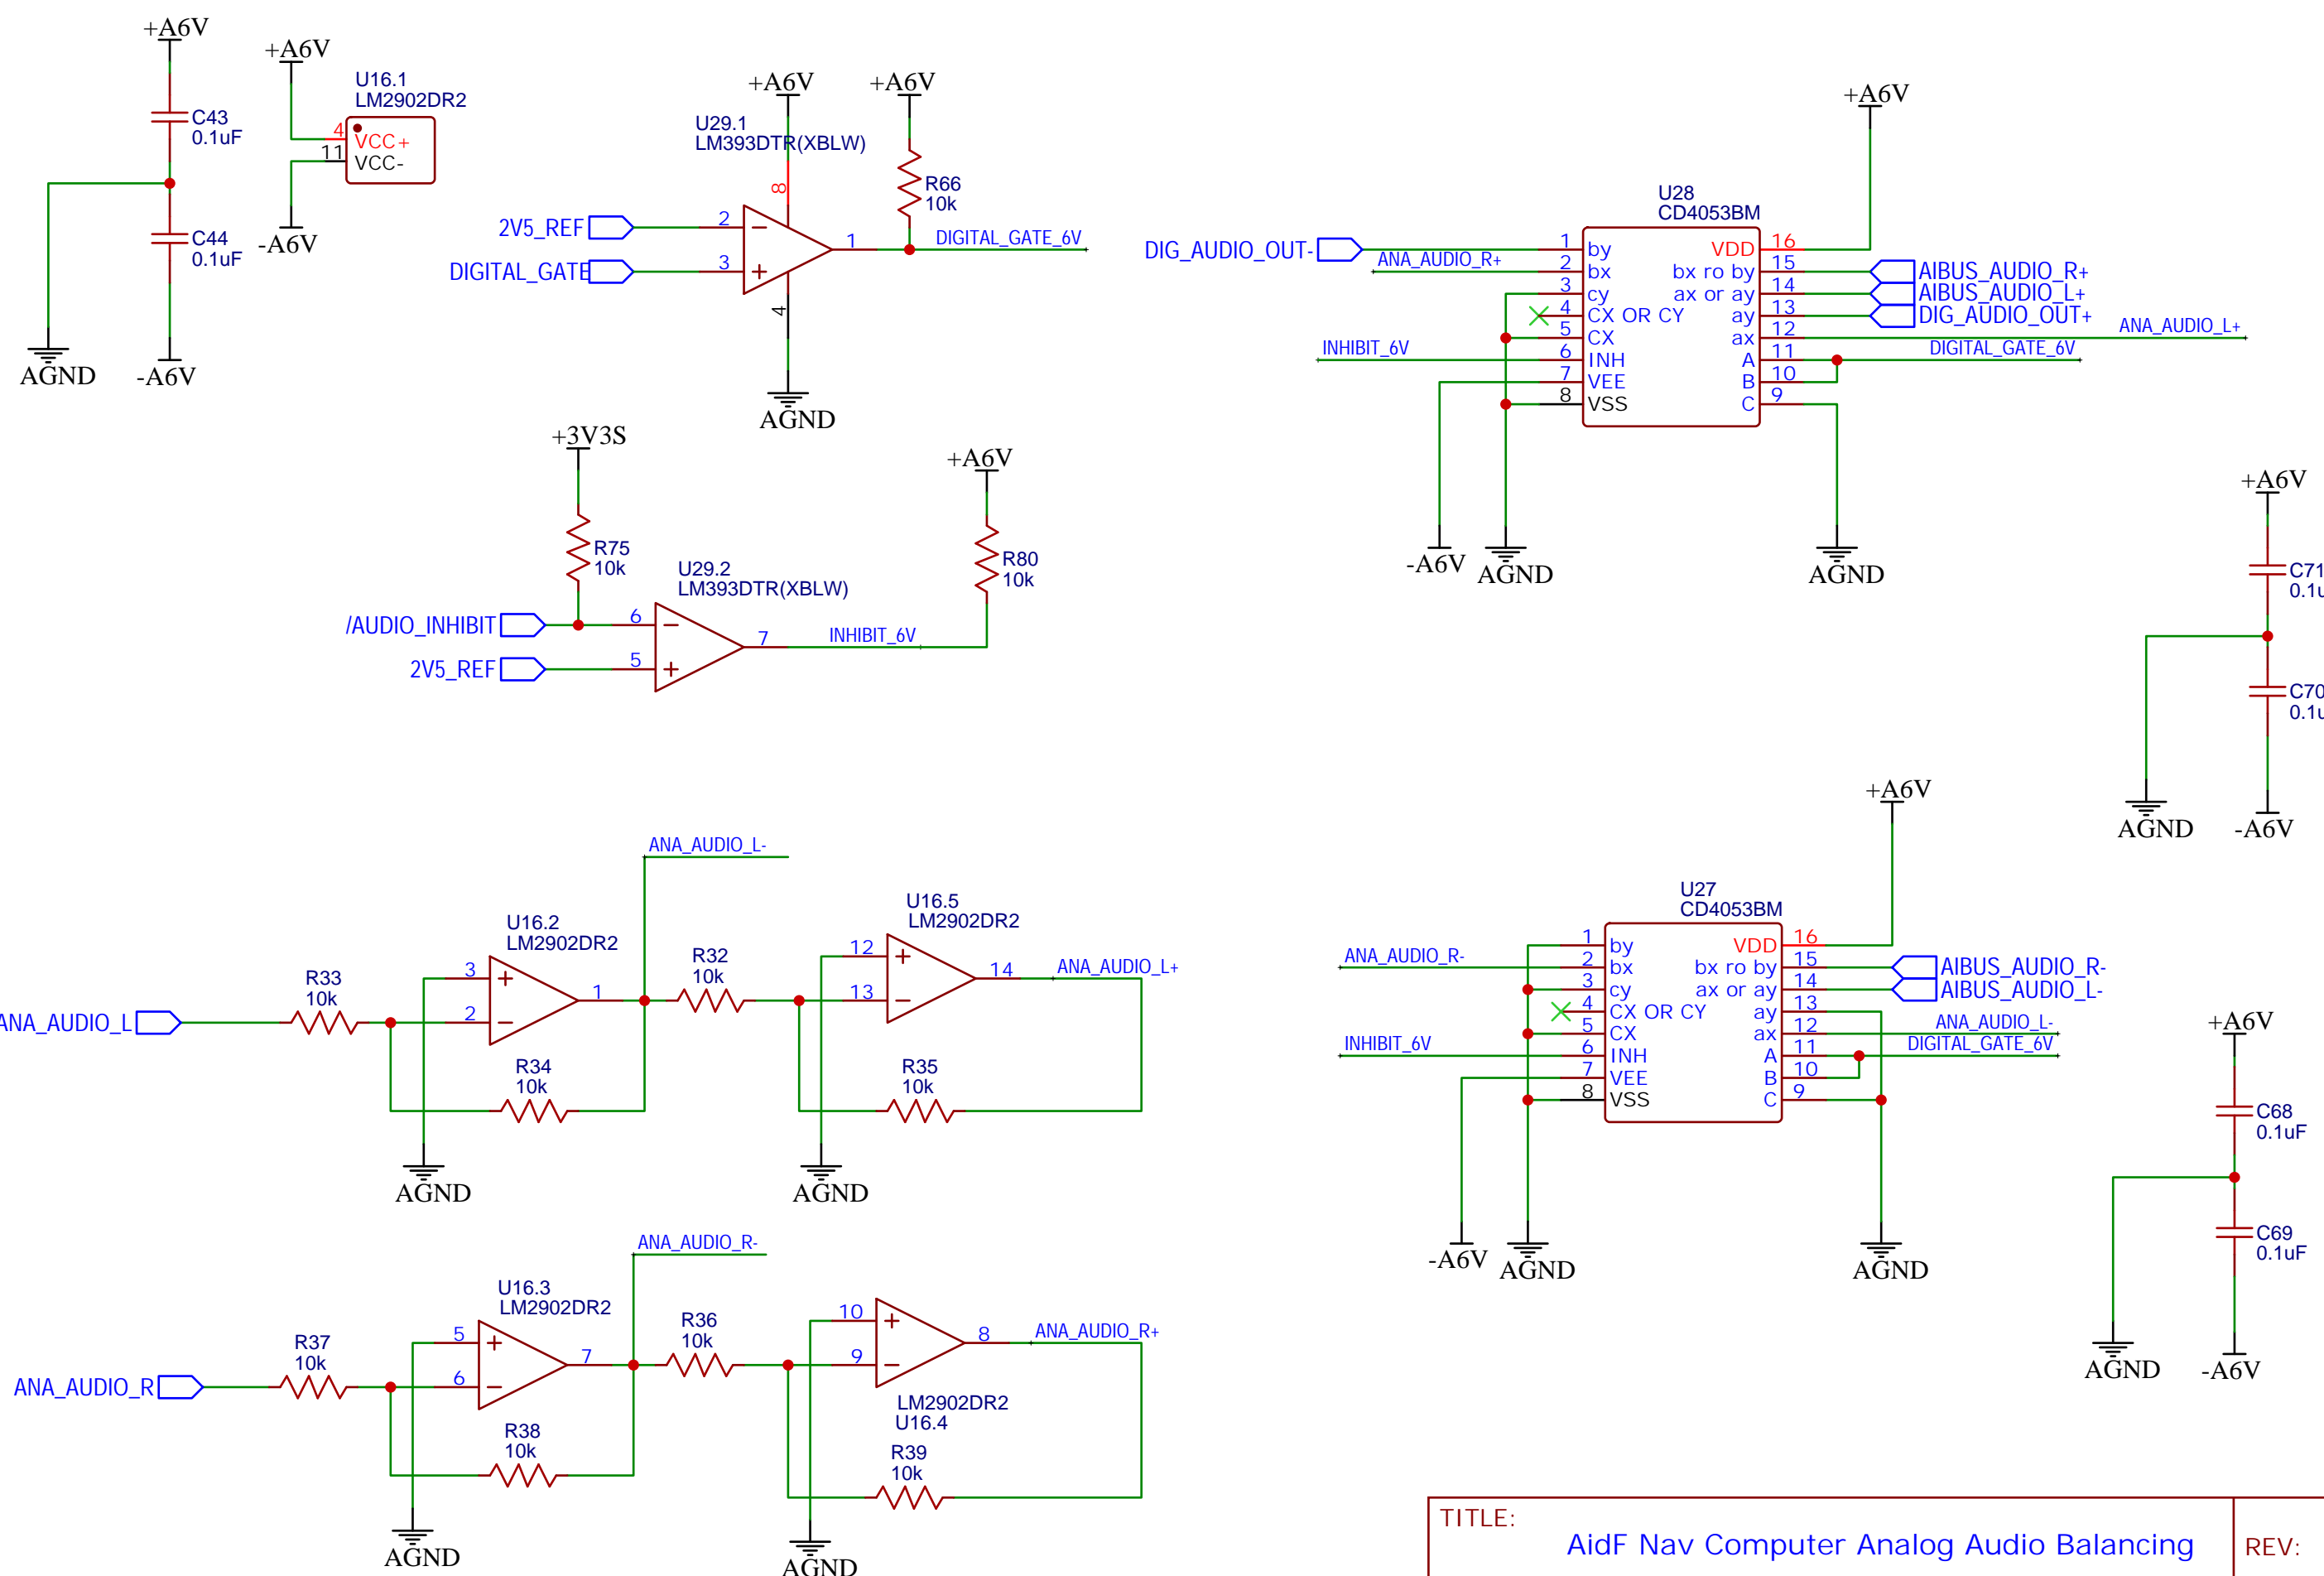 +A6V
+A6V
U16.1
LM2902DR2
C43
0.1uF
4
VCC+
11
VCC-
C44
0.1uF
-A6V
AGND
-A6V
+A6V
+A6V
U29.1
LM393DTR(XBLW)
8
R66
10k
2V5_REF
2
1
DIGITAL_GATE_6V
DIGITAL_GATE
3
4
AGND
+3V3S
+A6V
R75
10k
R80
10k
U29.2
LM393DTR(XBLW)
/AUDIO_INHIBIT
6
7
INHIBIT_6V
2V5_REF
5
+A6V
U28
CD4053BM
DIG_AUDIO_OUT-
1
by
VDD
16
ANA_AUDIO_R+
2
bx
bx ro by
15
AIBUS_AUDIO_R+
3
cy
ax or ay
14
AIBUS_AUDIO_L+
4
CX OR CY
ay
13
DIG_AUDIO_OUT+
5
CX
ax
12
ANA_AUDIO_L+
INHIBIT_6V
6
INH
A
11
DIGITAL_GATE_6V
7
VEE
B
10
8
VSS
C
9
-A6V
AGND
AGND
+A6V
C71
0.1u
C70
0.1u
AGND
-A6V
ANA_AUDIO_L-
U16.2
LM2902DR2
U16.5
LM2902DR2
R33
10k
3
2
1
R32
10k
12
13
14
ANA_AUDIO_L+
ANA_AUDIO_L
R34
10k
R35
10k
AGND
AGND
ANA_AUDIO_R-
U16.3
LM2902DR2
R37
10k
5
6
7
R36
10k
10
9
8
ANA_AUDIO_R+
ANA_AUDIO_R
LM2902DR2
U16.4
R38
10k
R39
10k
AGND
AGND
+A6V
U27
CD4053BM
1
by
VDD
16
ANA_AUDIO_R-
2
bx
bx ro by
15
AIBUS_AUDIO_R-
3
cy
ax or ay
14
AIBUS_AUDIO_L-
4
CX OR CY
ay
13
5
CX
ax
12
ANA_AUDIO_L-
INHIBIT_6V
6
INH
A
11
DIGITAL_GATE_6V
7
VEE
B
10
8
VSS
C
9
-A6V
AGND
AGND
+A6V
C68
0.1uF
C69
0.1uF
AGND
-A6V
TITLE:
AidF Nav Computer Analog Audio Balancing
REV: